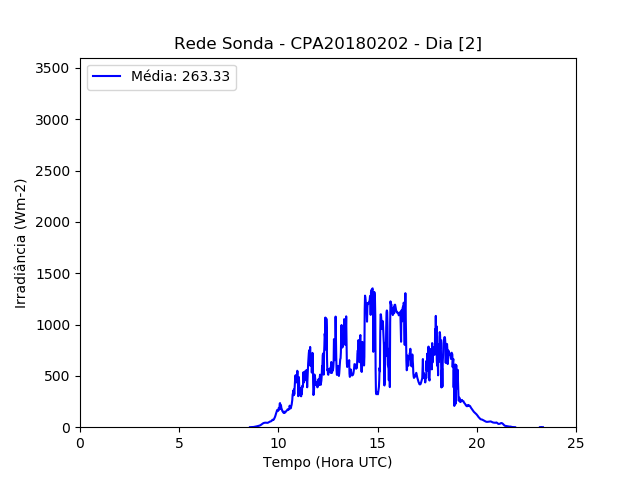 Rede Sonda - CPA20180202 - Dia [2]
Média: 263.33
3500
3000
2500
2000
1500
1000
500
0
Irradiância (Wm-2)
0 5 10 15 20 25
Tempo (Hora UTC)